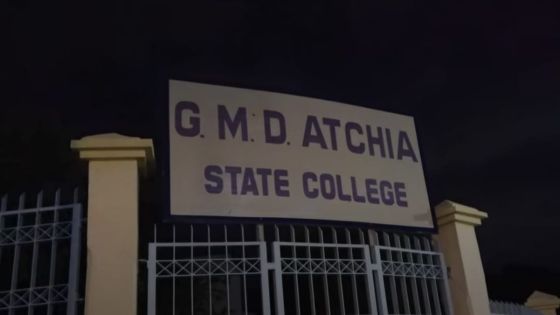 G. M. D. ATCHIA
STATE COLLEGE